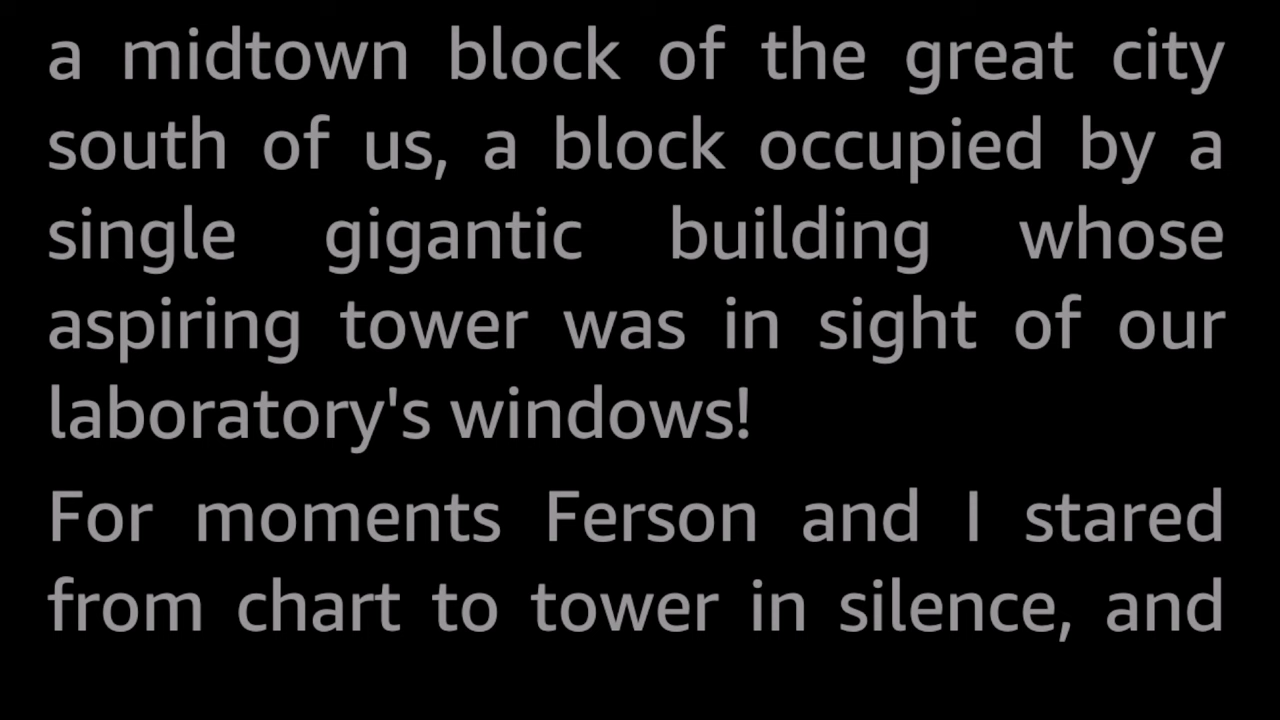 a midtown block of the great city
south of us, a block occupied by a
single gigantic building whose
aspiring tower was in sight of our
laboratory's windows!
For moments Ferson and I stared
from chart to tower in silence, and